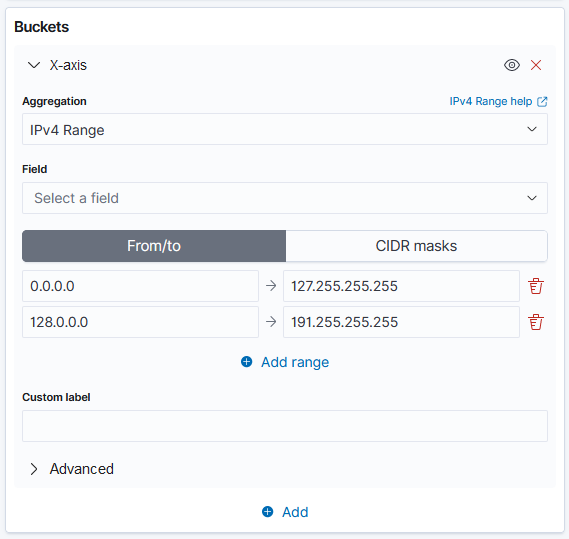 Buckets
X-axis
Aggregation IPv4 Range help
IPv4 Range
Field
Select a field
From/to CIDR masks
0.0.0.0 → 127.255.255.255
128.0.0.0 → 191.255.255.255
Add range
Custom label
Advanced
Add